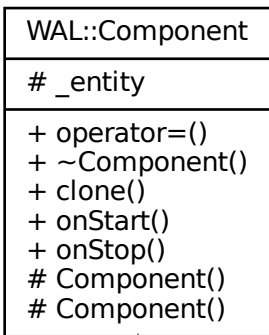 WAL::Component
# _entity
+ operator=()
+ ~Component()
+ clone()
+ onStart()
+ onStop()
# Component()
# Component()